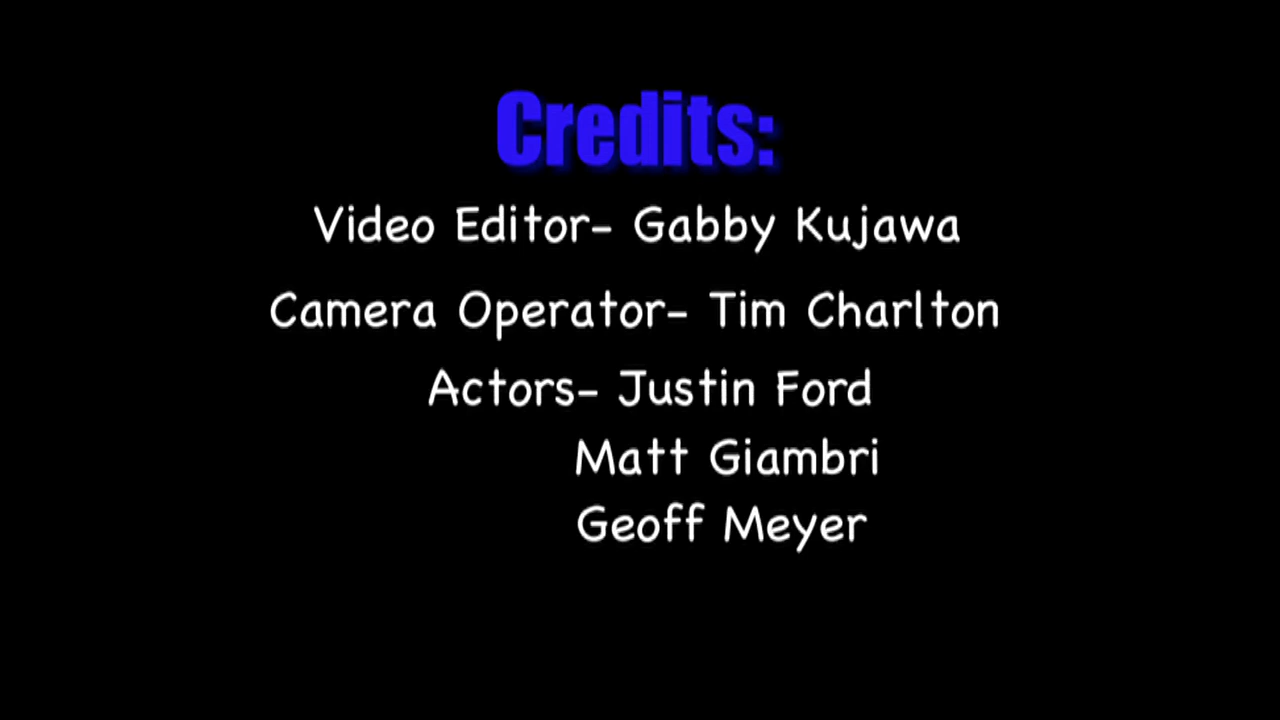 Credits:
Video Editor- Gabby Kujawa
Camera Operator- Tim Charlton
Actors- Justin Ford
Matt Giambri
Geoff Meyer